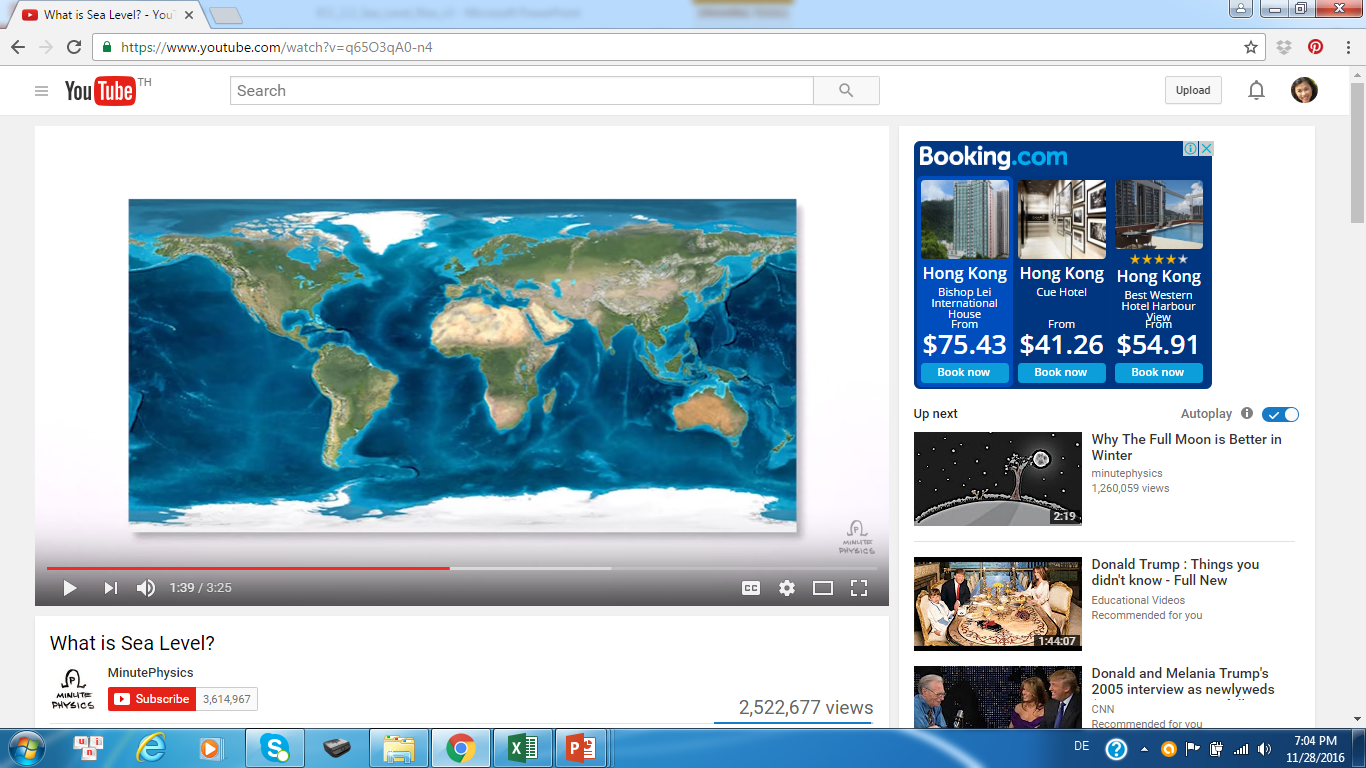 What is Sea Level? - You
https://www.youtube.com/watch?v=q65O3qA0-n4
YouTube TH
Search
Upload
Booking.com
Hong Kong
Bishop Lei
International
House
From
$75.43
Book now
Hong Kong
Cue Hotel
From
$41.26
Book now
Hong Kong
Best Western
Hotel Harbour
View
From
$54.91
Book now
Up next
Autoplay
Why The Full Moon is Better in
Winter
minutephysics
1,260,059 views
2:19
Donald Trump : Things you
didn't know - Full New
Educational Videos
Recommended for you
1:44:07
Donald and Melania Trump's
2005 interview as newlyweds
CNN
Recommended for you
MINUTE
PHYSICS
1:39 / 3:25
CC
What is Sea Level?
MINUTE
PHYSICS
MinutePhysics
Subscribe
3,614,967
2,522,677 views
u n i
DE
7:04 PM
11/28/2016